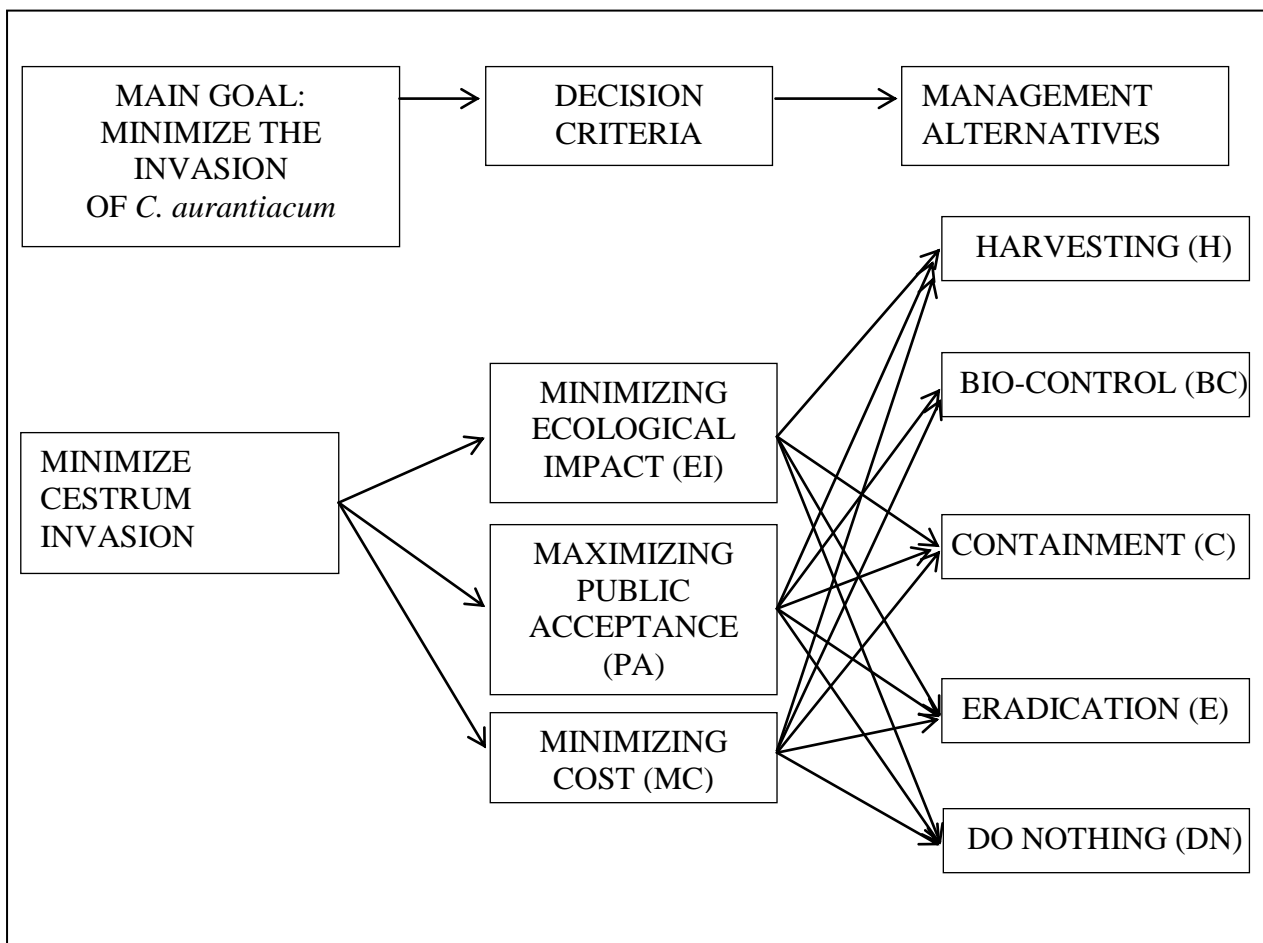 MAIN GOAL:
MINIMIZE THE
INVASION
OF C. aurantiacum
DECISION
CRITERIA
MANAGEMENT
ALTERNATIVES
MINIMIZE
CESTRUM
INVASION
MINIMIZING
ECOLOGICAL
IMPACT (EI)
MAXIMIZING
PUBLIC
ACCEPTANCE
(PA)
MINIMIZING
COST (MC)
HARVESTING (H)
BIO-CONTROL (BC)
CONTAINMENT (C)
ERADICATION (E)
DO NOTHING (DN)